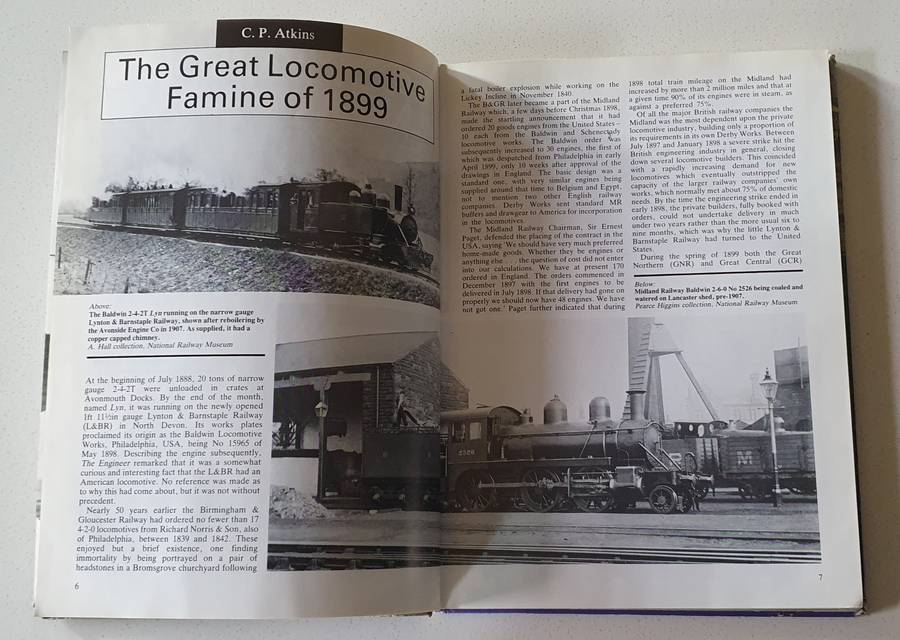 C. P. Atkins
The Great Locomotive
Famine of 1899
Above:
The Baldwin 2-4-2T Lyn running on the narrow gauge
Lynton & Barnstaple Railway, shown after reboilering by
the Avonside Engine Co in 1907. As supplied, it had a
copper capped chimney.
A. Hall collection, National Railway Museum
At the beginning of July 1888, 20 tons of narrow
gauge 2-4-2T were unloaded in crates at
Avonmouth Docks. By the end of the month,
named Lyn, it was running on the newly opened
1ft 11½in gauge Lynton & Barnstaple Railway
(L&BR) in North Devon. Its works plates
proclaimed its origin as the Baldwin Locomotive
Works, Philadelphia, USA, being No 15965 of
May 1898. Describing the engine subsequently,
The Engineer remarked that it was a somewhat
curious and interesting fact that the L&BR had an
American locomotive. No reference was made as
to why this had come about, but it was not without
precedent.
Nearly 50 years earlier the Birmingham &
Gloucester Railway had ordered no fewer than 17
4-2-0 locomotives from Richard Norris & Son, also
of Philadelphia, between 1839 and 1842. These
enjoyed but a brief existence, one finding
immortality by being portrayed on a pair of
headstones in a Bromsgrove churchyard following
6
a fatal boiler explosion while working on the
Lickey Incline in November 1840.
The B&GR later became a part of the Midland
Railway which, a few days before Christmas 1898,
made the startling announcement that it had
ordered 20 goods engines from the United States –
10 each from the Baldwin and Schenectady
locomotive works. The Baldwin order was
subsequently increased to 30 engines, the first of
which was despatched from Philadelphia in early
April 1899, only 10 weeks after approval of the
drawings in England. The basic design was a
standard one, with very similar engines being
supplied around that time to Belgium and Egypt,
not to mention two other English railway
companies. Derby Works sent standard MR
buffers and drawgear to America for incorporation
in the locomotives.
The Midland Railway Chairman, Sir Ernest
Paget, defended the placing of the contract in the
USA, saying 'We should have very much preferred
home-made goods. Whether they be engines or
anything else . . . the question of cost did not enter
into our calculations. We have at present 170
engines on order. The orders commenced in
December 1897 with the first engines to be
delivered in July 1898. If that delivery had gone on
properly we should now have 48 engines. We have
not got one.' Paget further indicated that during
1898 total train mileage on the Midland had
increased by more than 2 million miles and that at
a given time 90% of its engines were in steam, as
against a preferred 75%.
Of all the major British railway companies the
Midland was the most dependent upon the private
locomotive industry, building only a proportion of
its requirements in its own Derby Works. Between
July 1897 and January 1898 a severe strike hit the
British engineering industry in general, closing
down several locomotive builders. This coincided
with a rapidly increasing demand for new
locomotives which eventually outstripped the
capacity of the larger railway companies' own
works, which normally met about 75% of domestic
needs. By the time the engineering strike ended in
early 1898, the private builders, fully booked with
orders, could not undertake delivery in much
under two years rather than the more usual six to
nine months, which was why the little Lynton &
Barnstaple Railway had turned to the United
States.
During the spring of 1899 both the Great
Northern (GNR) and Great Central (GCR)
Below:
Midland Railway Baldwin 2-6-0 No 2526 being coaled and
watered on Lancaster shed, pre-1907.
Pearce Higgins collection, National Railway Museum
2526
M
7